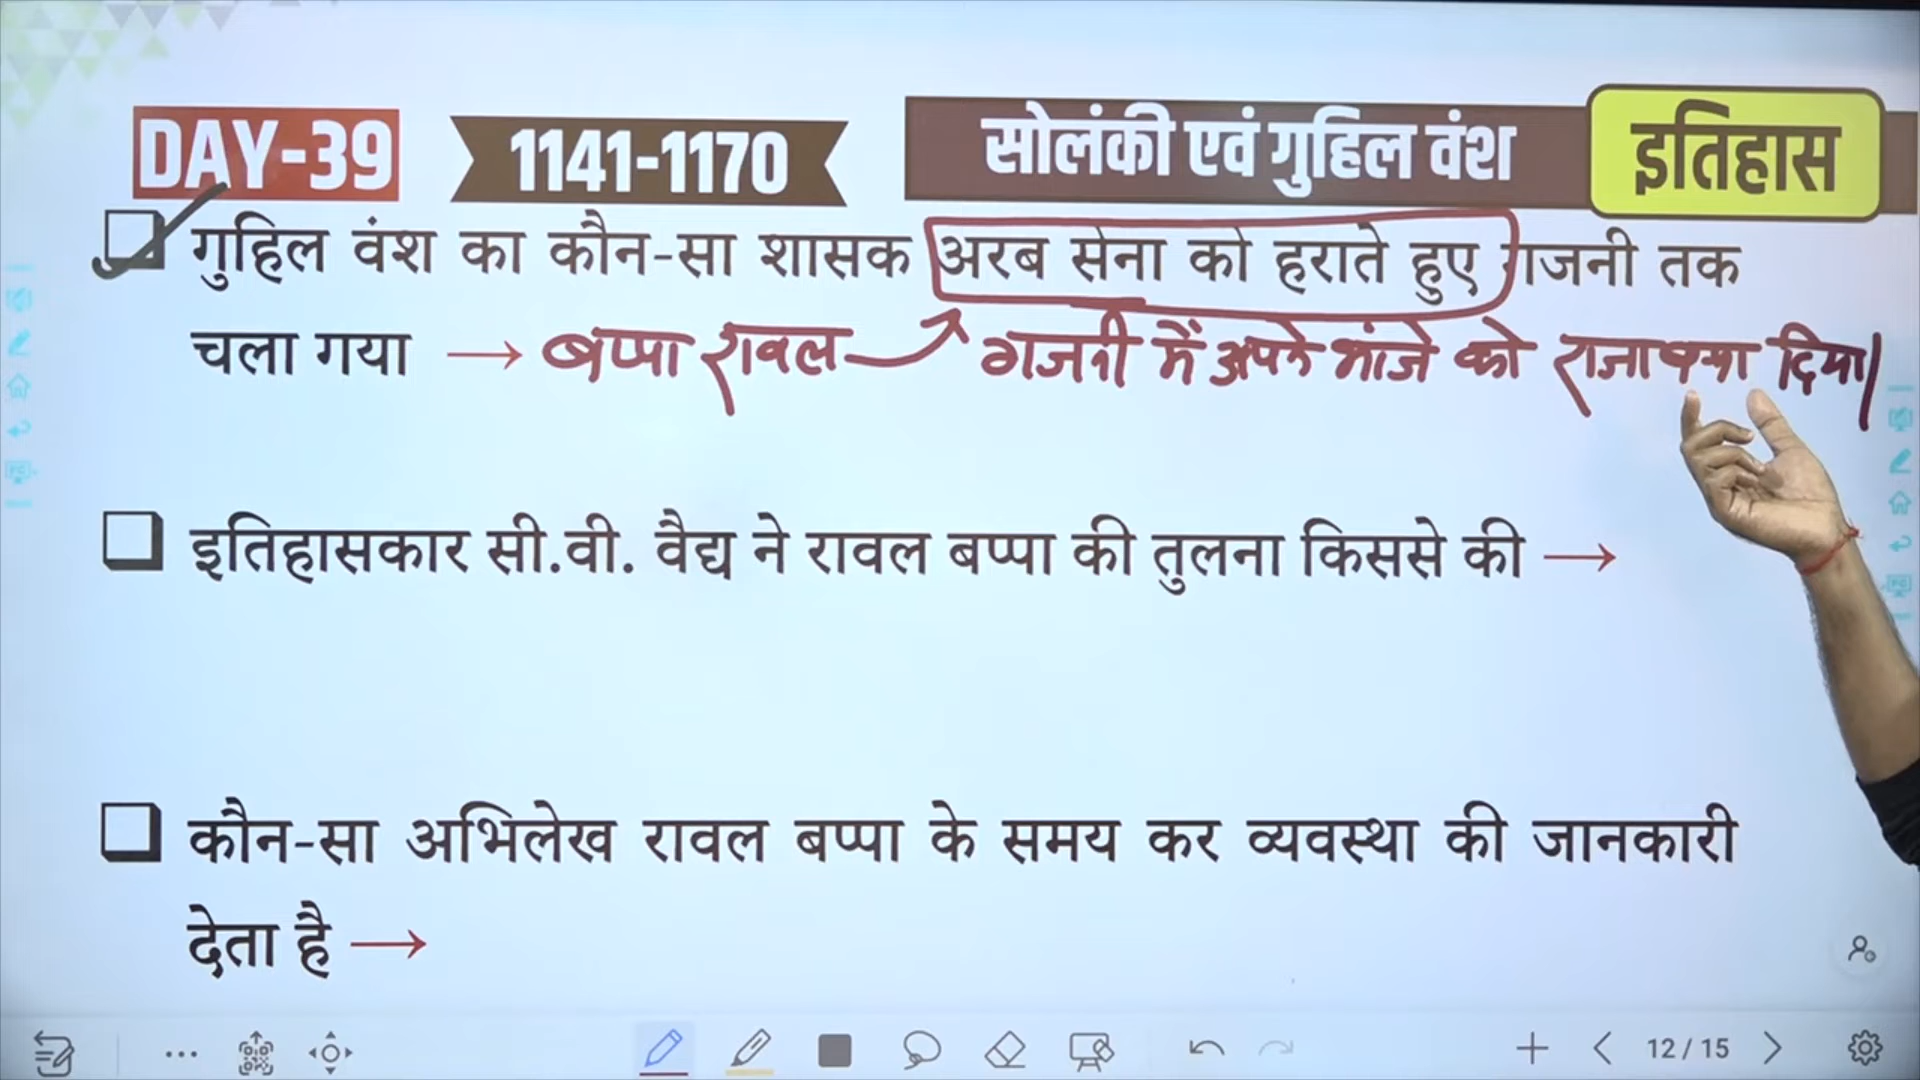 DAY-39 1141-1170 सोलंकी एवं गुहिल वंश इतिहास
गुहिल वंश का कौन-सा शासक अरब सेना को हराते हुए गजनी तक
चला गया → बप्पा रावल गजनी में अपने भांजे को राजा बना दिया।
इतिहासकार सी.वी. वैद्य ने रावल बप्पा की तुलना किससे की →
कौन-सा अभिलेख रावल बप्पा के समय कर व्यवस्था की जानकारी
देता है →
12 / 15